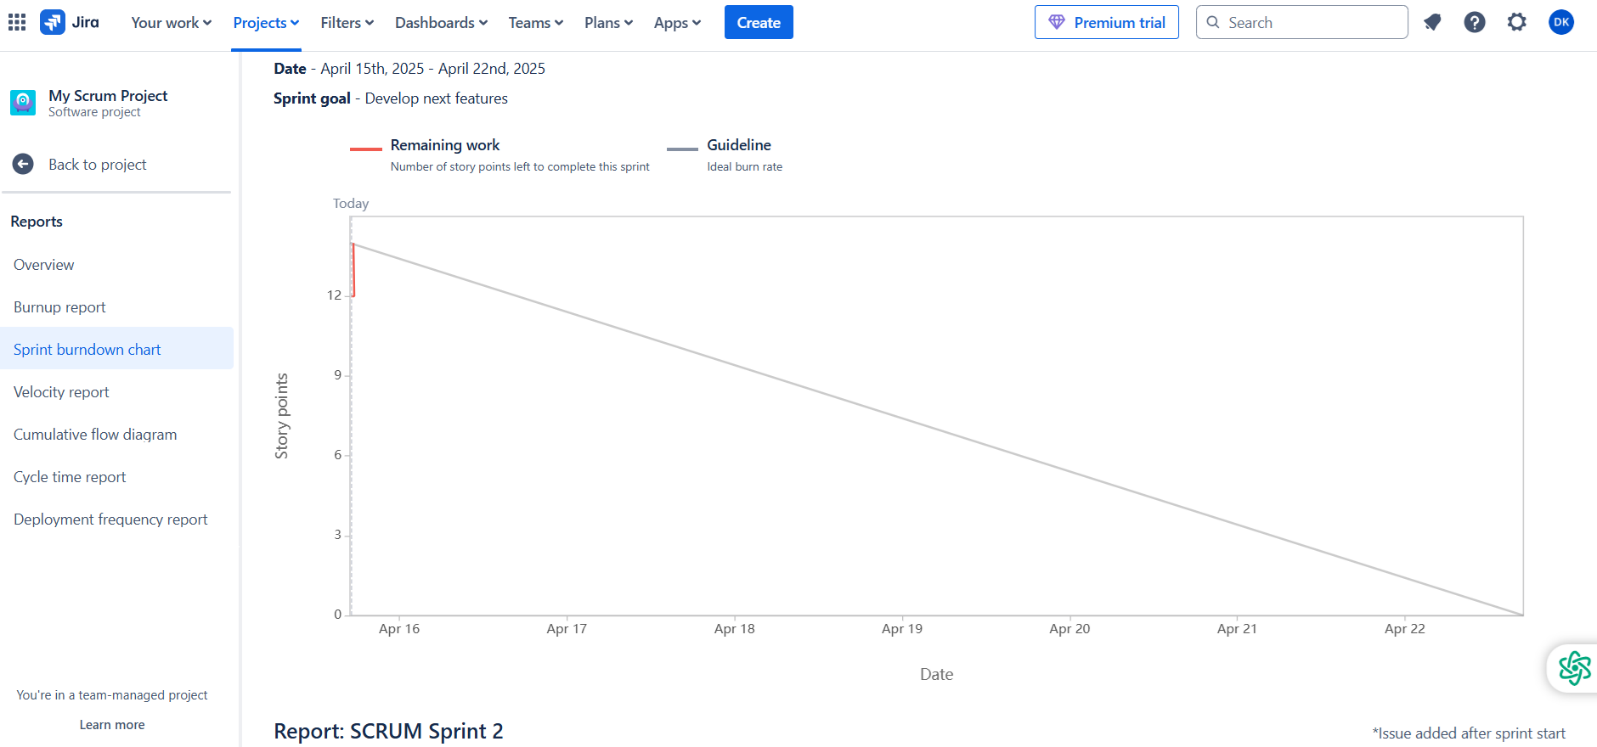 Jira Your work Projects Filters Dashboards Teams Plans Apps Create Premium trial Search DK
Date - April 15th, 2025 - April 22nd, 2025
Sprint goal - Develop next features
My Scrum Project
Software project
Back to project
Reports
Overview
Burnup report
Sprint burndown chart
Velocity report
Cumulative flow diagram
Cycle time report
Deployment frequency report
You're in a team-managed project
Learn more
Remaining work
Number of story points left to complete this sprint
Guideline
Ideal burn rate
Today
12
9
6
3
0
Story points
Apr 16 Apr 17 Apr 18 Apr 19 Apr 20 Apr 21 Apr 22
Date
Report: SCRUM Sprint 2
*Issue added after sprint start